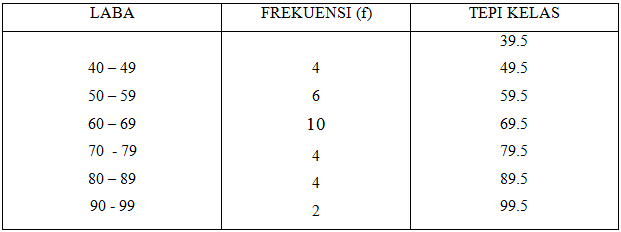 LABA FREKUENSI (f) TEPI KELAS
39.5
40 – 49 4 49.5
50 – 59 6 59.5
60 – 69 10 69.5
70 - 79 4 79.5
80 – 89 4 89.5
90 - 99 2 99.5